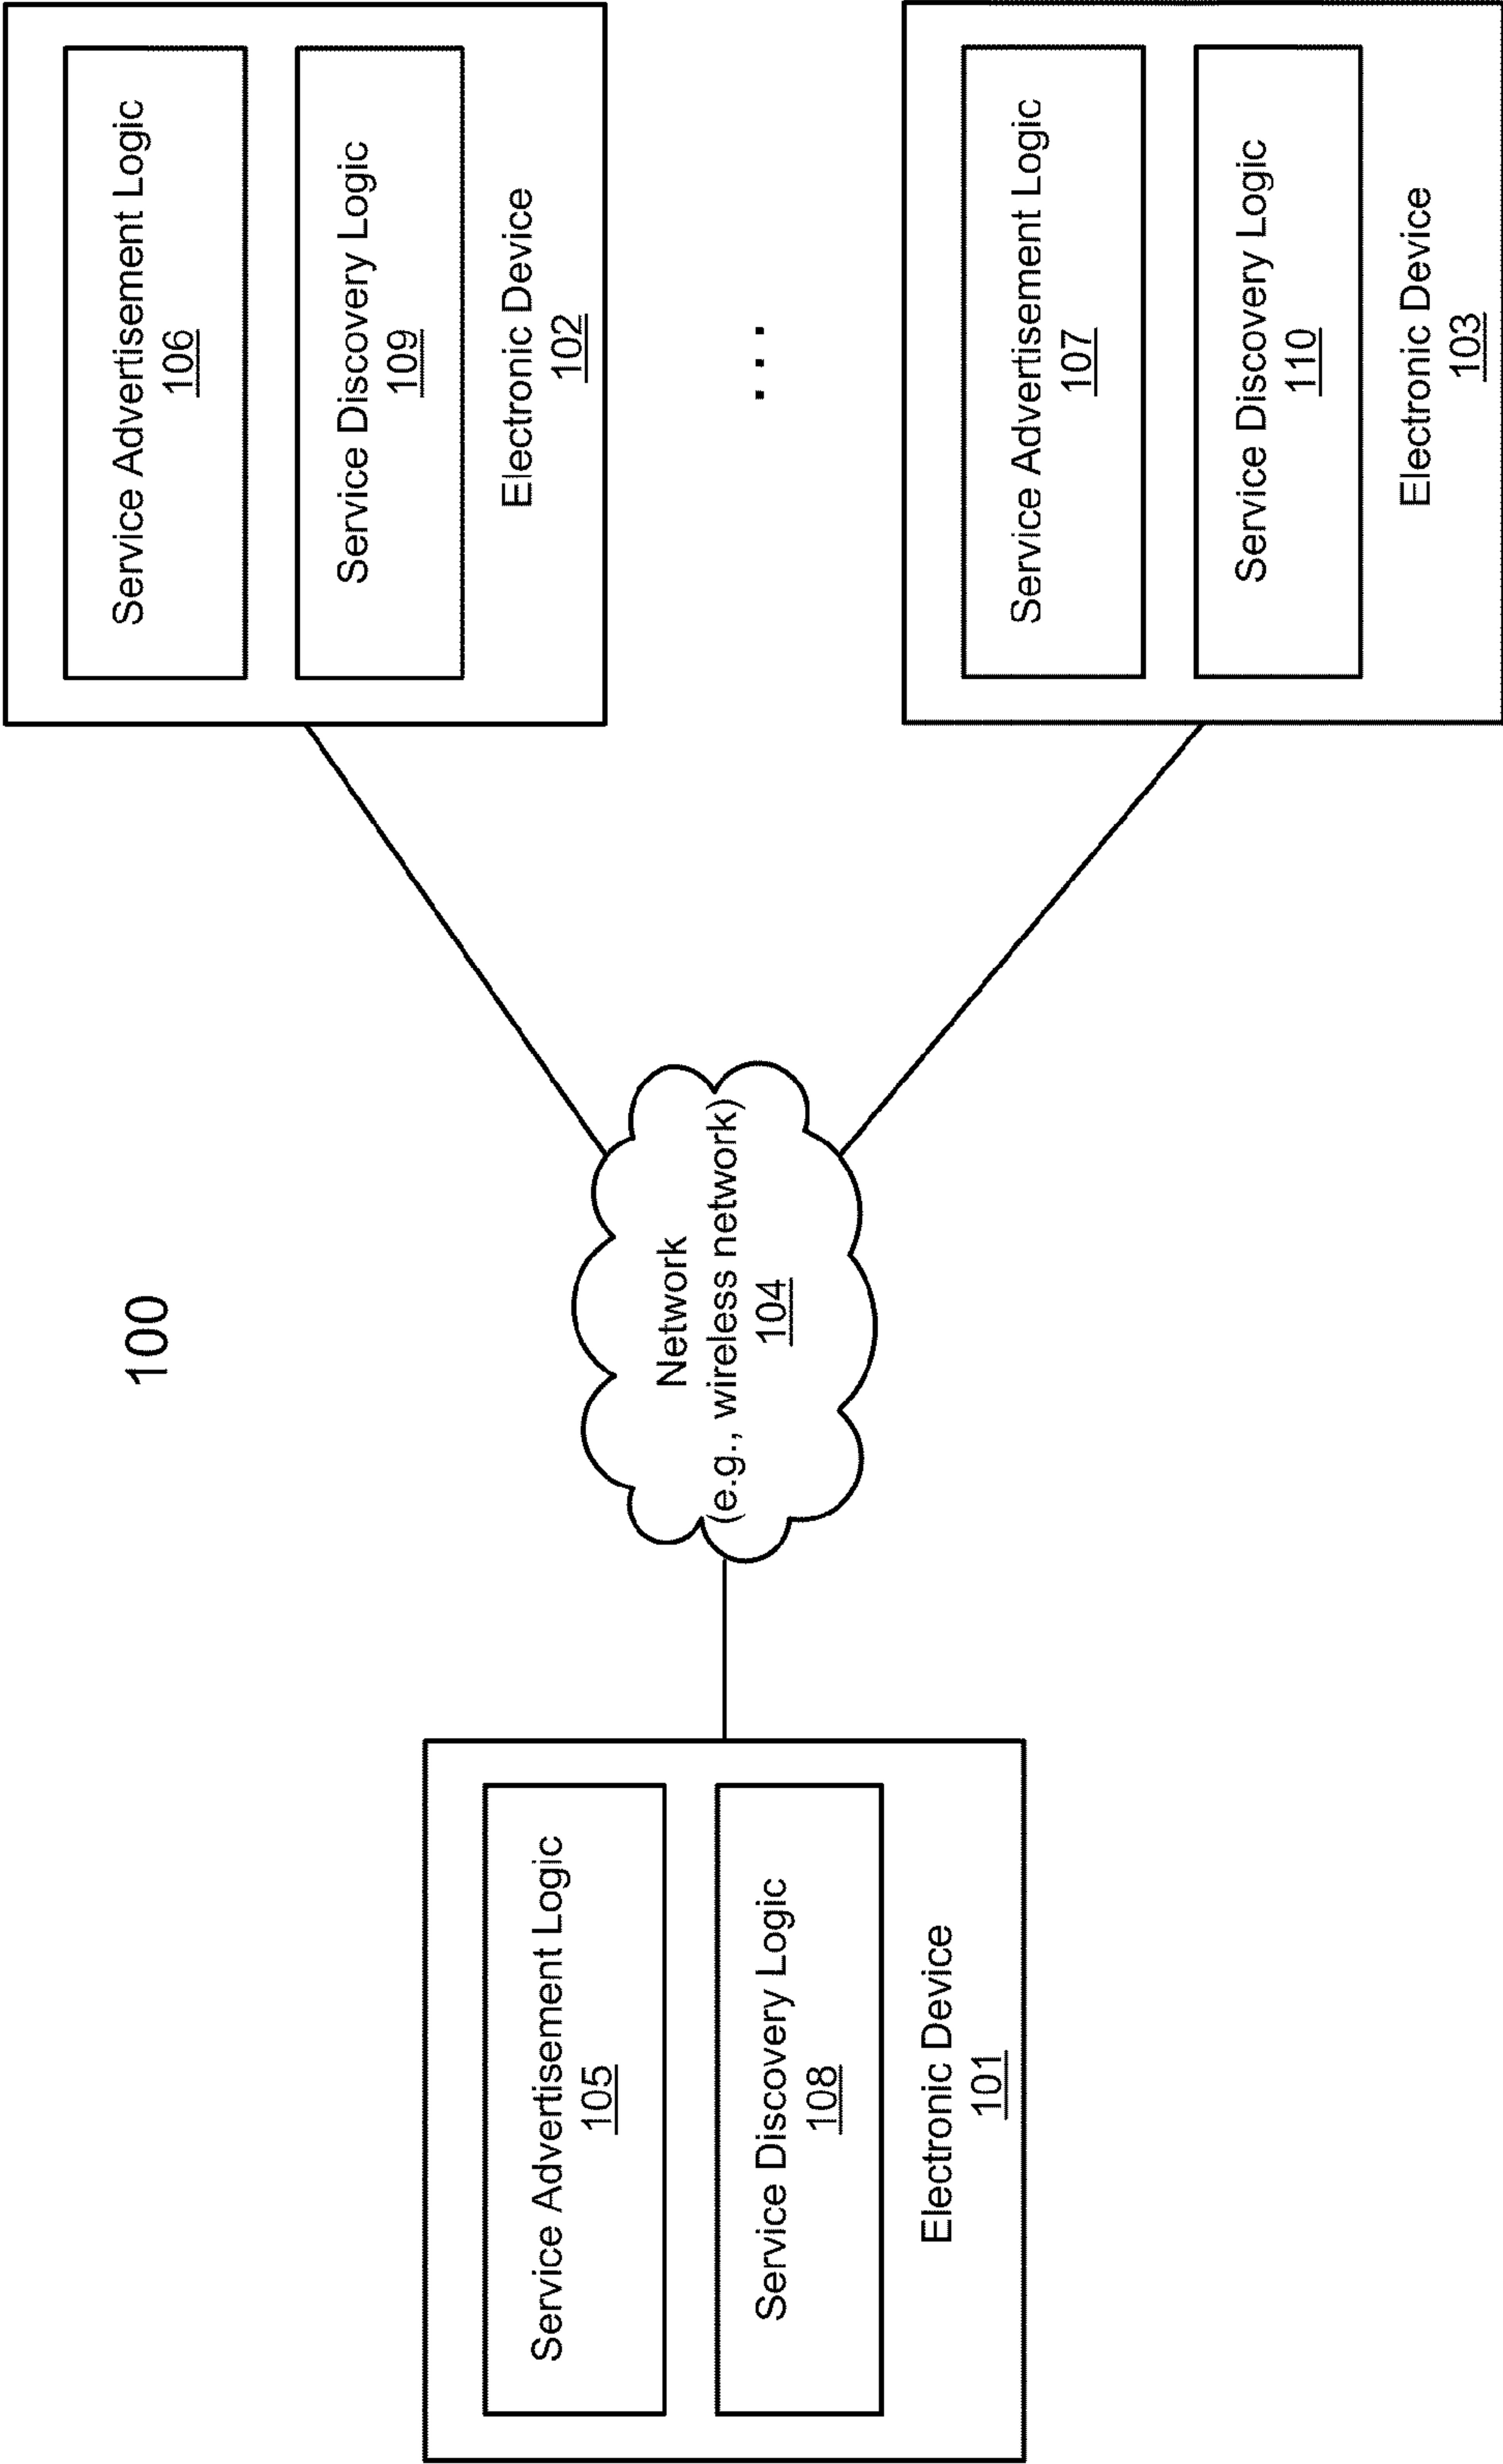 100
Service Advertisement Logic
105
Service Discovery Logic
108
Electronic Device
101
Network
(e.g., wireless network)
104
Service Advertisement Logic
106
Service Discovery Logic
109
Electronic Device
102
...
Service Advertisement Logic
107
Service Discovery Logic
110
Electronic Device
103